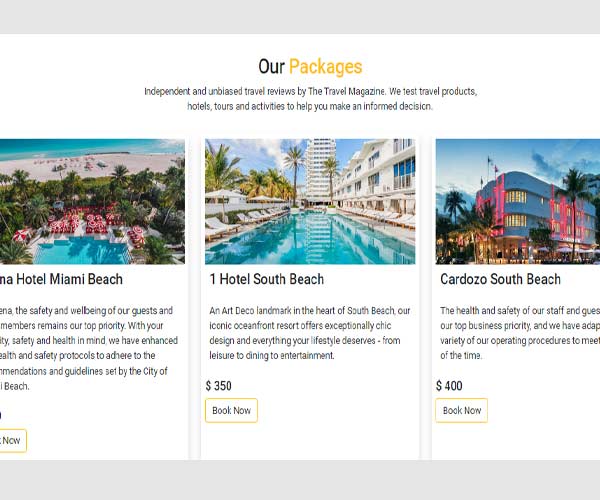 Our Packages
Independent and unbiased travel reviews by The Travel Magazine. We test travel products,
hotels, tours and activities to help you make an informed decision.
na Hotel Miami Beach
ena, the safety and wellbeing of our guests and
members remains our top priority. With your
ity, safety and health in mind, we have enhanced
ealth and safety protocols to adhere to the
mmendations and guidelines set by the City of
i Beach.
k Now
1 Hotel South Beach
An Art Deco landmark in the heart of South Beach, our
iconic oceanfront resort offers exceptionally chic
design and everything your lifestyle deserves - from
leisure to dining to entertainment.
$ 350
Book Now
Cardozo South Beach
The health and safety of our staff and gues
our top business priority, and we have adap
variety of our operating procedures to meet
of the time.
$ 400
Book Now